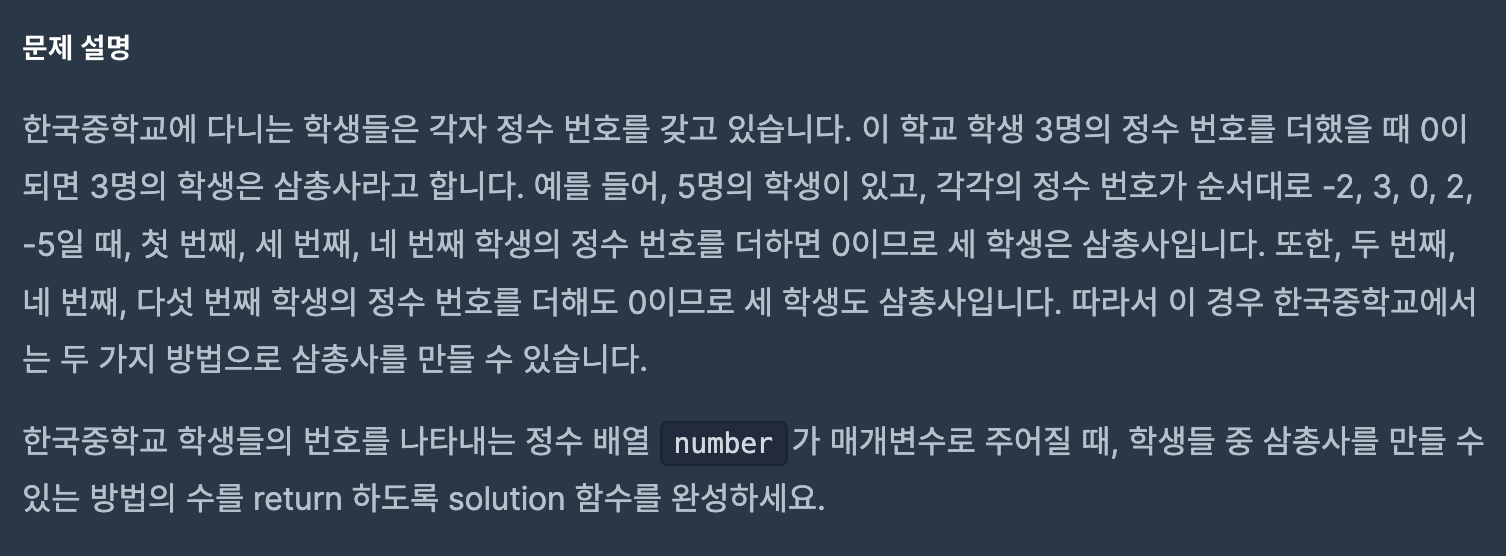 문제 설명
한국중학교에 다니는 학생들은 각자 정수 번호를 갖고 있습니다. 이 학교 학생 3명의 정수 번호를 더했을 때 0이
되면 3명의 학생은 삼총사라고 합니다. 예를 들어, 5명의 학생이 있고, 각각의 정수 번호가 순서대로 -2, 3, 0, 2,
-5일 때, 첫 번째, 세 번째, 네 번째 학생의 정수 번호를 더하면 0이므로 세 학생은 삼총사입니다. 또한, 두 번째,
네 번째, 다섯 번째 학생의 정수 번호를 더해도 0이므로 세 학생도 삼총사입니다. 따라서 이 경우 한국중학교에서
는 두 가지 방법으로 삼총사를 만들 수 있습니다.
한국중학교 학생들의 번호를 나타내는 정수 배열 number가 매개변수로 주어질 때, 학생들 중 삼총사를 만들 수
있는 방법의 수를 return 하도록 solution 함수를 완성하세요.